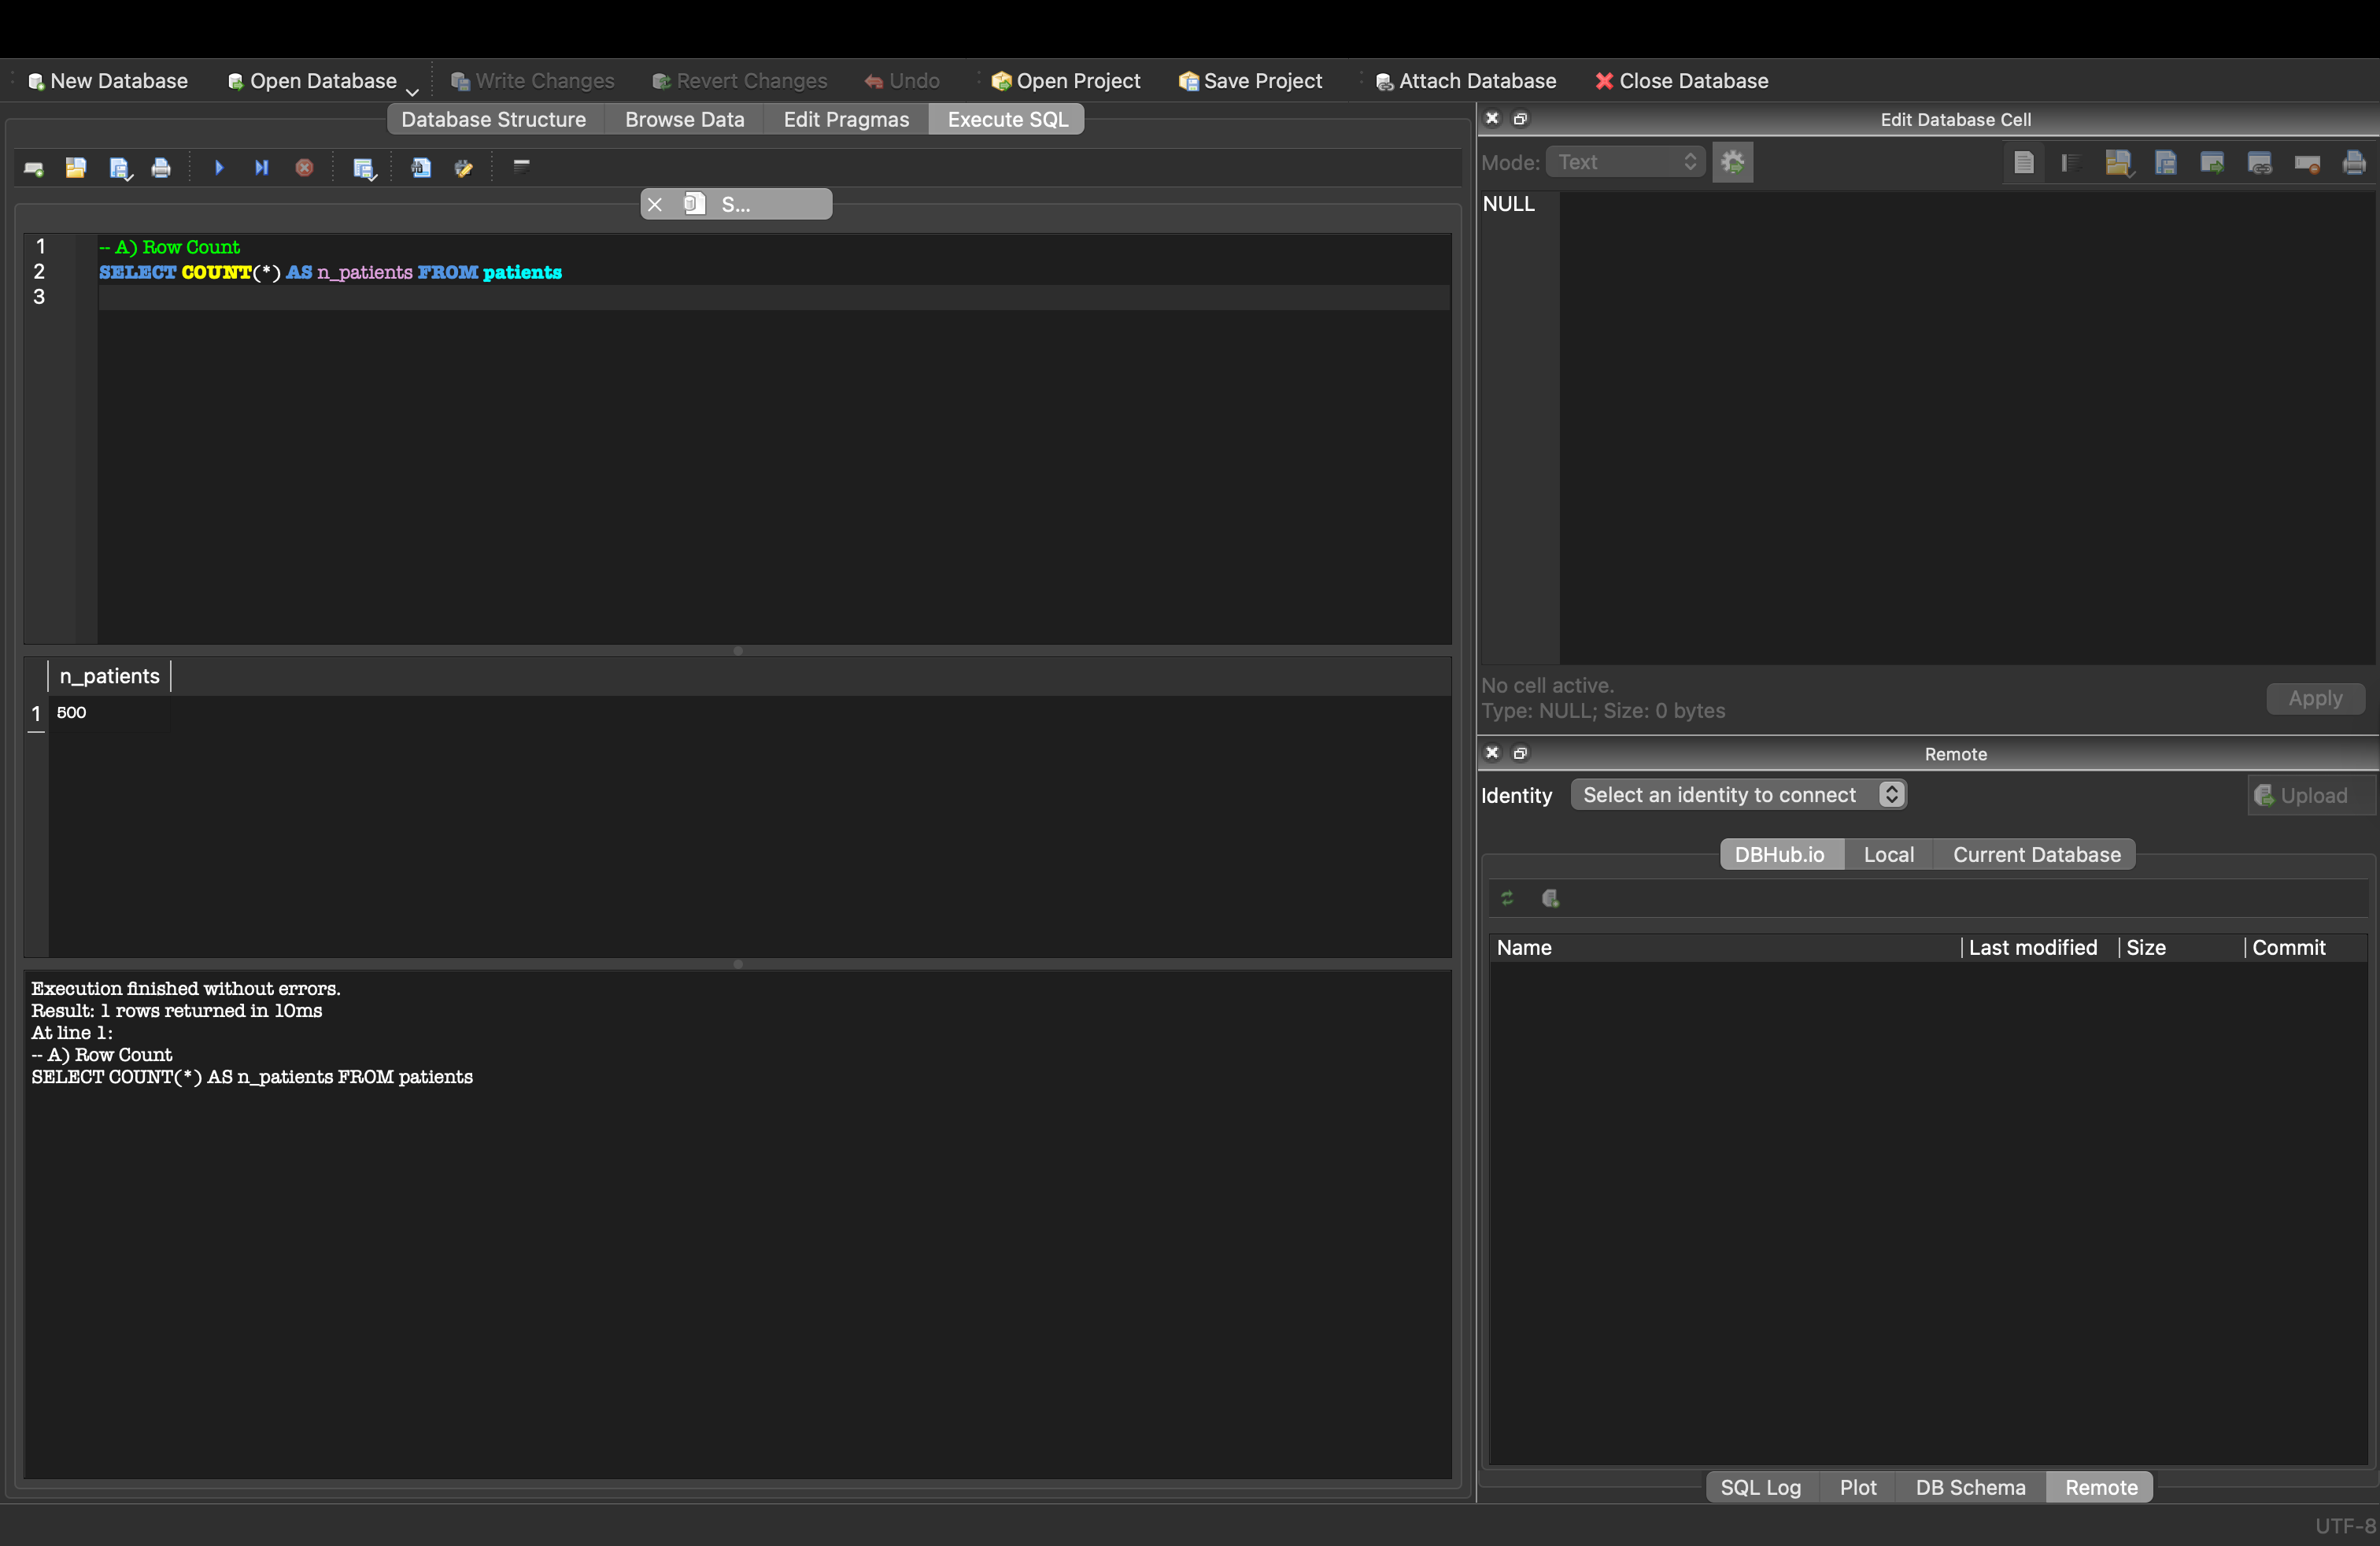 New Database Open Database Write Changes Revert Changes Undo Open Project Save Project Attach Database Close Database
Database Structure Browse Data Edit Pragmas Execute SQL
S...
1 -- A) Row Count
2 SELECT COUNT(*) AS n_patients FROM patients
3
n_patients
1 500
Execution finished without errors.
Result: 1 rows returned in 10ms
At line 1:
-- A) Row Count
SELECT COUNT(*) AS n_patients FROM patients
Edit Database Cell
Mode: Text
NULL
No cell active.
Type: NULL; Size: 0 bytes
Apply
Remote
Identity Select an identity to connect Upload
DBHub.io Local Current Database
Name Last modified Size Commit
SQL Log Plot DB Schema Remote
UTF-8